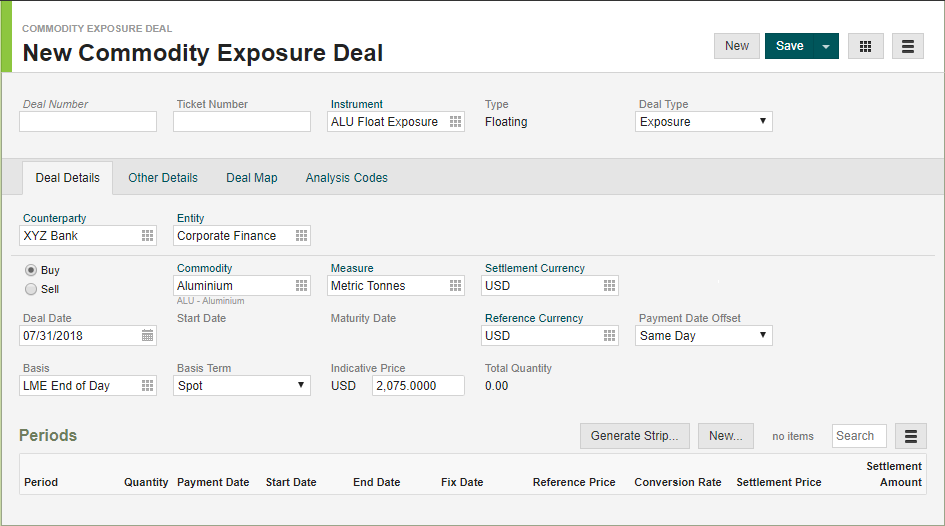 COMMODITY EXPOSURE DEAL
New Commodity Exposure Deal
New Save
Deal Number Ticket Number Instrument Type Deal Type
ALU Float Exposure Floating Exposure
Deal Details Other Details Deal Map Analysis Codes
Counterparty Entity
XYZ Bank Corporate Finance
Buy Commodity Measure Settlement Currency
Sell Aluminium Metric Tonnes USD
ALU - Aluminium
Deal Date Start Date Maturity Date Reference Currency Payment Date Offset
07/31/2018 USD Same Day
Basis Basis Term Indicative Price Total Quantity
LME End of Day Spot USD 2,075.0000 0.00
Periods Generate Strip... New... no items Search
Settlement
Period Quantity Payment Date Start Date End Date Fix Date Reference Price Conversion Rate Settlement Price Amount